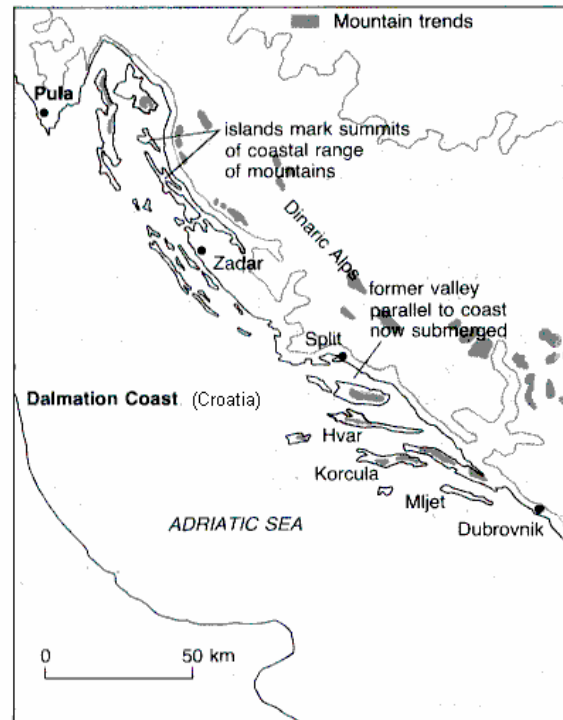 Mountain trends
Pula
islands mark summits
of coastal range
of mountains
Dinaric Alps
Zadar
former valley
parallel to coast
now submerged
Split
Dalmation Coast (Croatia)
Hvar
Korcula
Mljet
ADRIATIC SEA
Dubrovnik
0 50 km